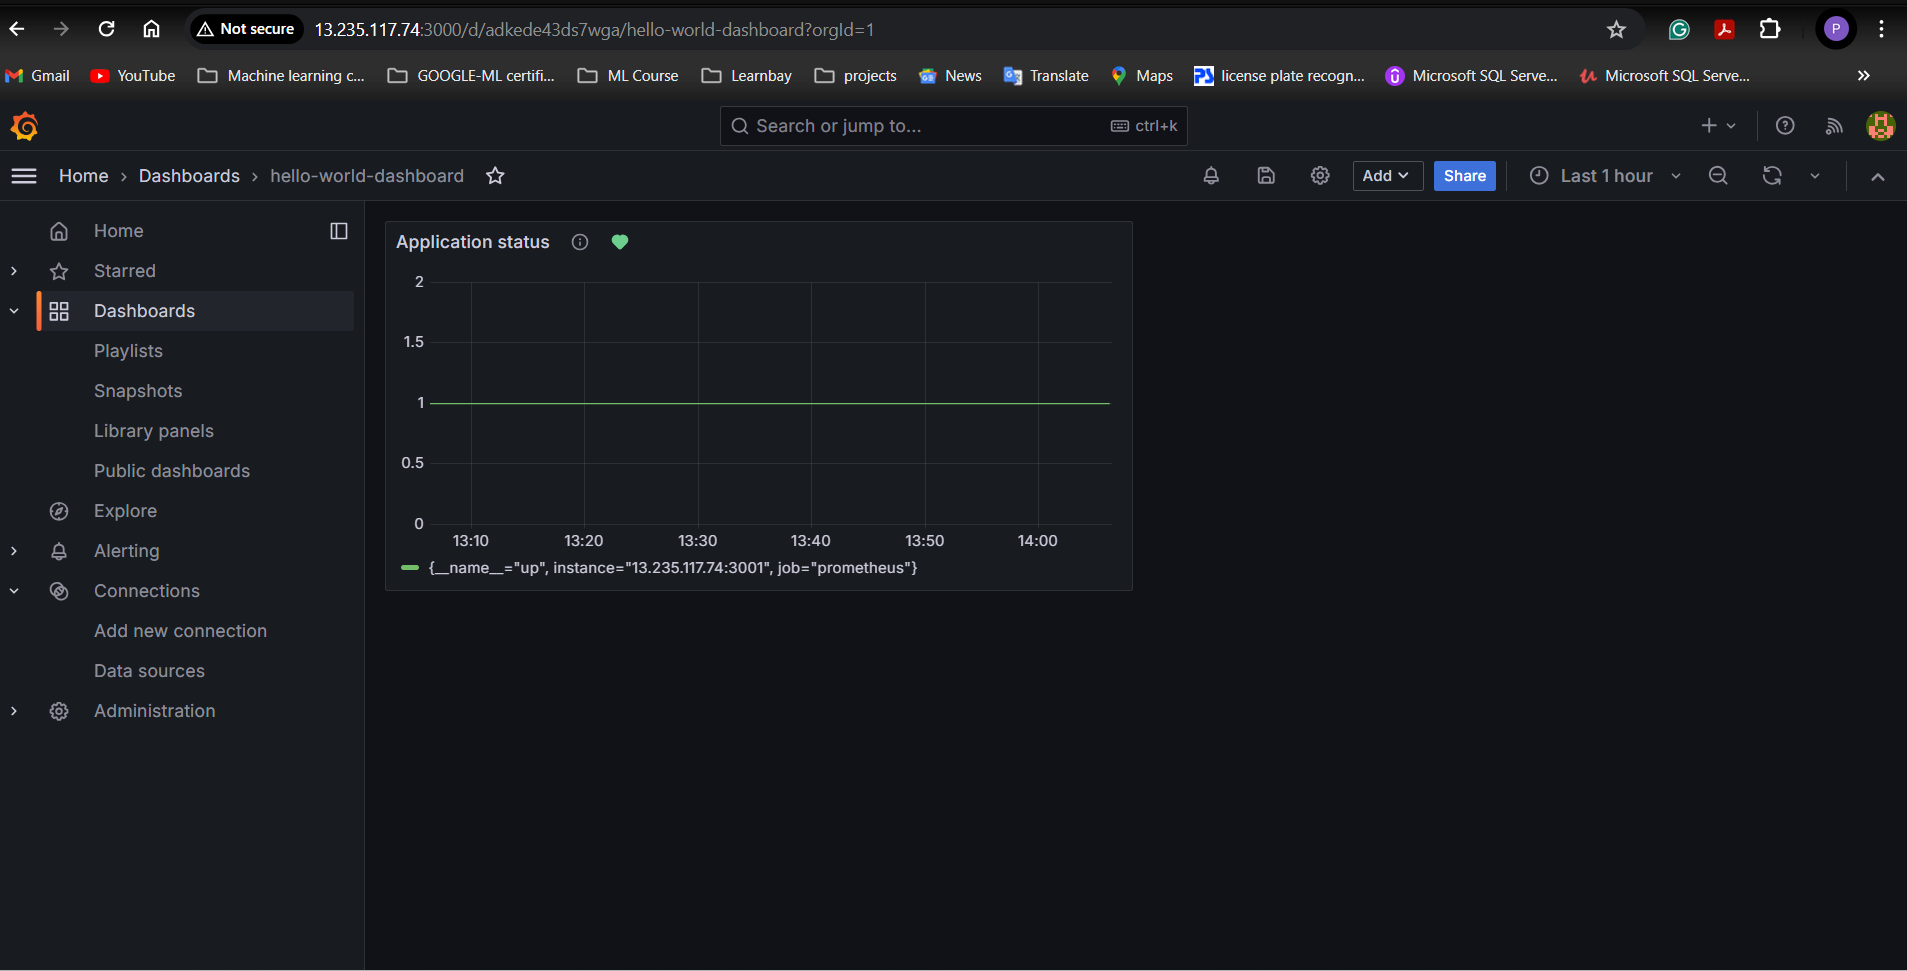 Not secure 13.235.117.74:3000/d/adkede43ds7wga/hello-world-dashboard?orgId=1 P
Gmail YouTube Machine learning c... GOOGLE-ML certifi... ML Course Learnbay projects News Translate Maps license plate recogn... Microsoft SQL Serve... Microsoft SQL Serve...
Search or jump to... ctrl+k
Home Dashboards hello-world-dashboard Add Share Last 1 hour
Home
Starred
Dashboards
Playlists
Snapshots
Library panels
Public dashboards
Explore
Alerting
Connections
Add new connection
Data sources
Administration
Application status
2
1.5
1
0.5
0
13:10 13:20 13:30 13:40 13:50 14:00
{__name__="up", instance="13.235.117.74:3001", job="prometheus"}